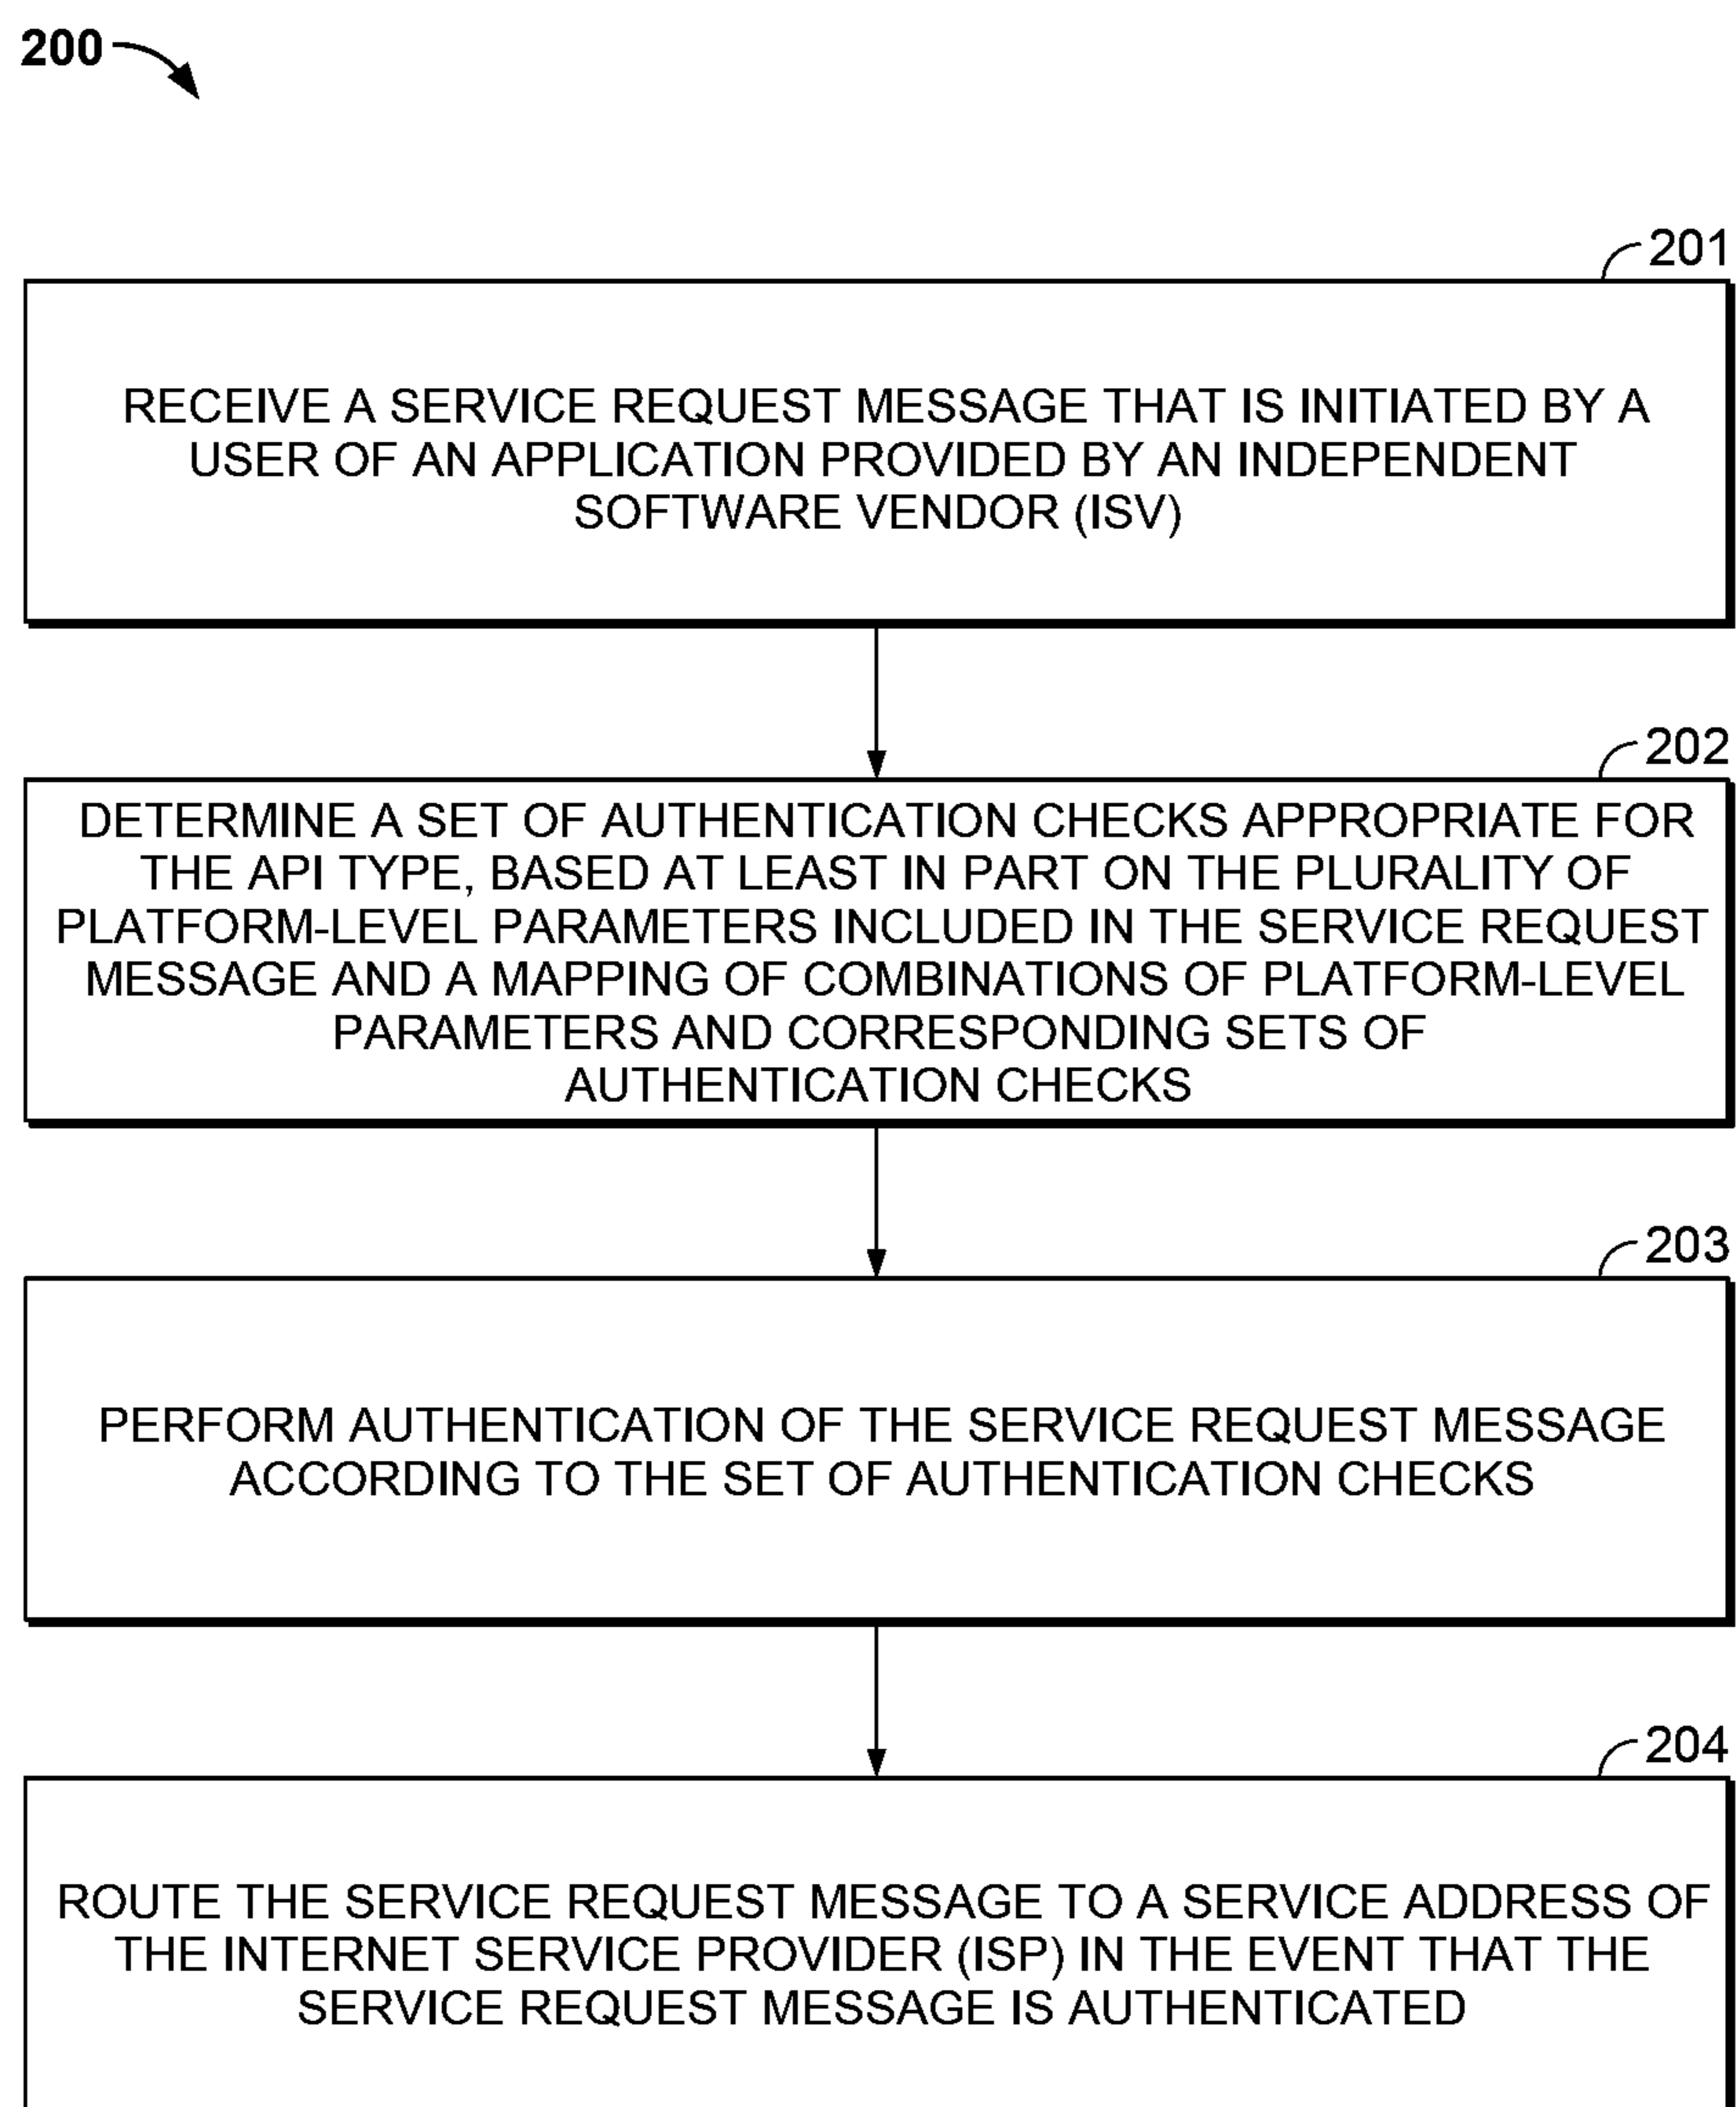 200
201
RECEIVE A SERVICE REQUEST MESSAGE THAT IS INITIATED BY A
USER OF AN APPLICATION PROVIDED BY AN INDEPENDENT
SOFTWARE VENDOR (ISV)
202
DETERMINE A SET OF AUTHENTICATION CHECKS APPROPRIATE FOR
THE API TYPE, BASED AT LEAST IN PART ON THE PLURALITY OF
PLATFORM-LEVEL PARAMETERS INCLUDED IN THE SERVICE REQUEST
MESSAGE AND A MAPPING OF COMBINATIONS OF PLATFORM-LEVEL
PARAMETERS AND CORRESPONDING SETS OF
AUTHENTICATION CHECKS
203
PERFORM AUTHENTICATION OF THE SERVICE REQUEST MESSAGE
ACCORDING TO THE SET OF AUTHENTICATION CHECKS
204
ROUTE THE SERVICE REQUEST MESSAGE TO A SERVICE ADDRESS OF
THE INTERNET SERVICE PROVIDER (ISP) IN THE EVENT THAT THE
SERVICE REQUEST MESSAGE IS AUTHENTICATED